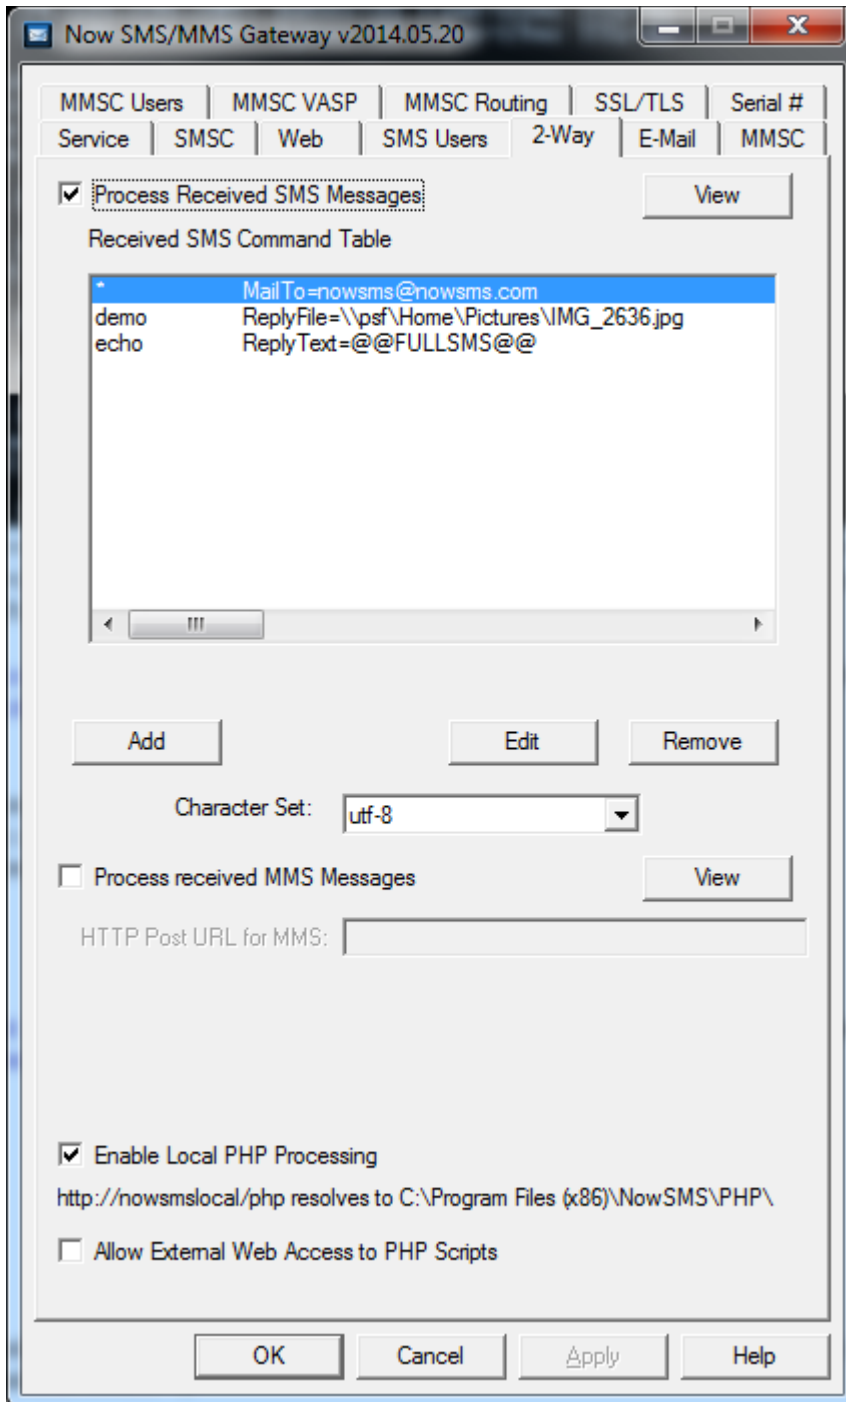 Now SMS/MMS Gateway v2014.05.20
MMSC Users MMSC VASP MMSC Routing SSL/TLS Serial #
Service SMSC Web SMS Users 2-Way E-Mail MMSC
Process Received SMS Messages View
Received SMS Command Table
* MailTo=nowsms@nowsms.com
demo ReplyFile=\\psf\Home\Pictures\IMG_2636.jpg
echo ReplyText=@@FULLSMS@@
Add Edit Remove
Character Set: utf-8
Process received MMS Messages View
HTTP Post URL for MMS:
Enable Local PHP Processing
http://nowsmslocal/php resolves to C:\Program Files (x86)\NowSMS\PHP\
Allow External Web Access to PHP Scripts
OK Cancel Apply Help